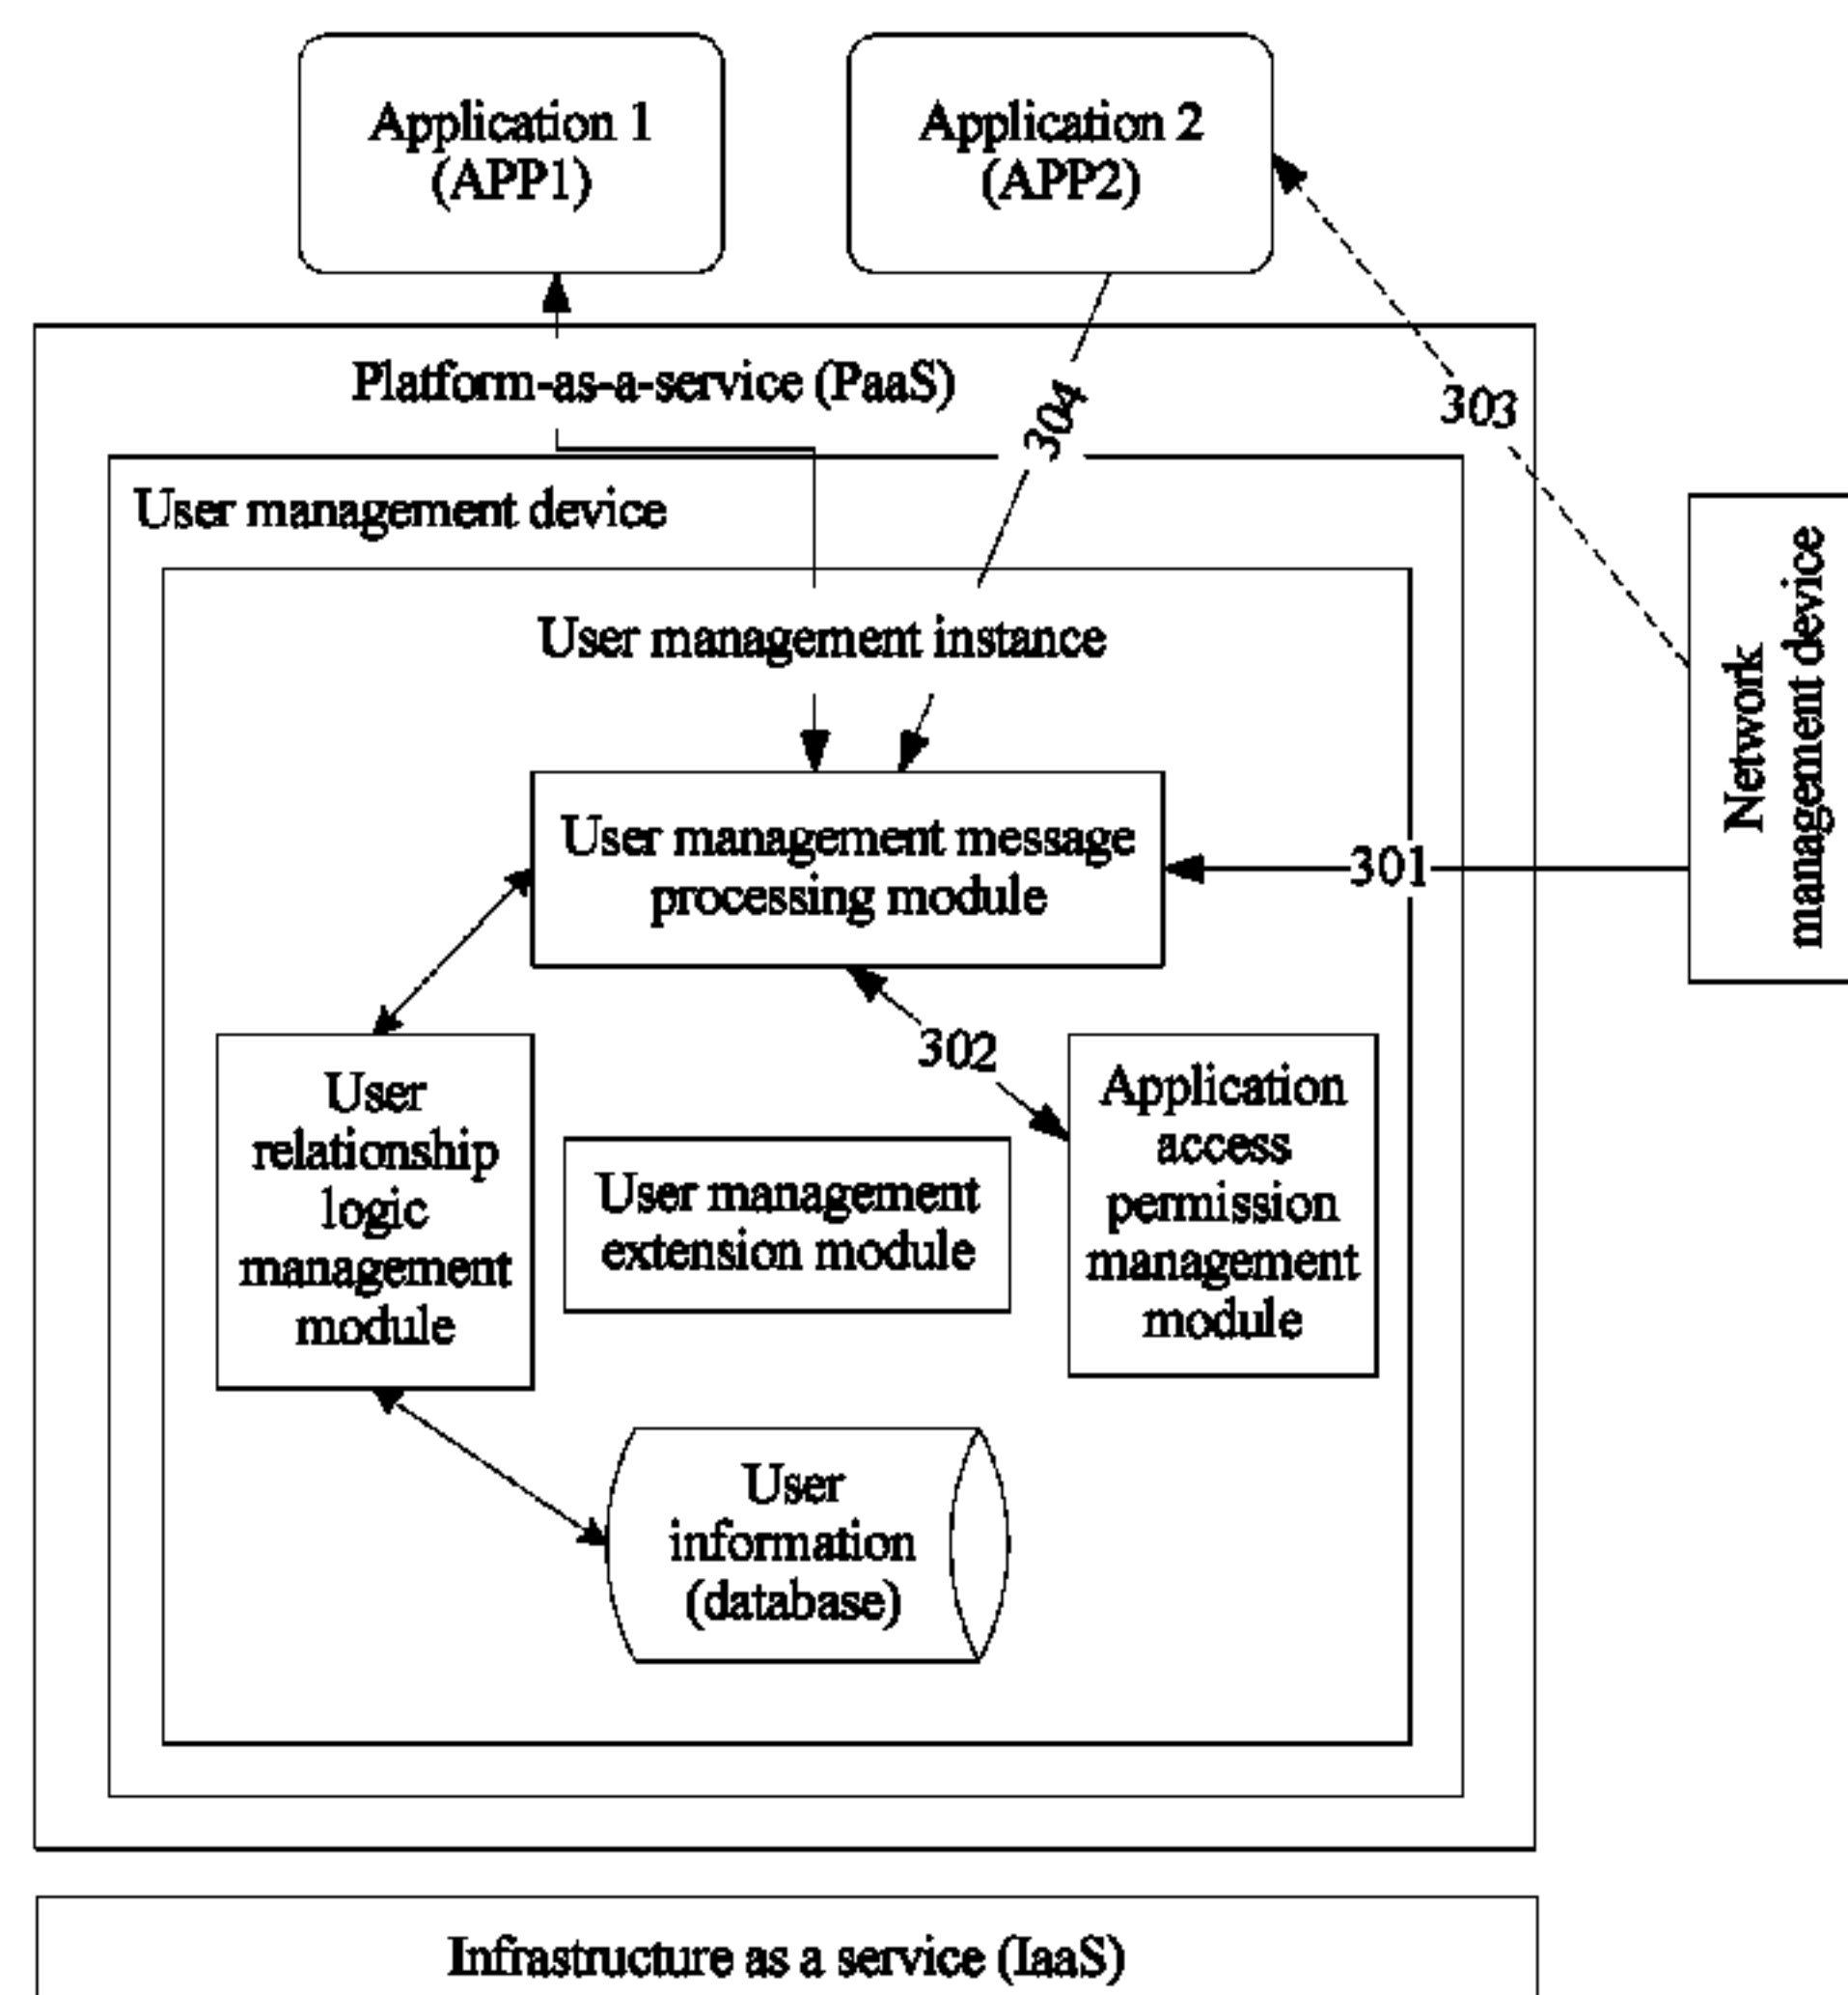 Application 1
(APP1)
Application 2
(APP2)
Platform-as-a-service (PaaS)
304
303
User management device
Network
management device
User management instance
User management message
processing module
301
302
User
relationship
logic
management
module
User management
extension module
Application
access
permission
management
module
User
information
(database)
Infrastructure as a service (IaaS)